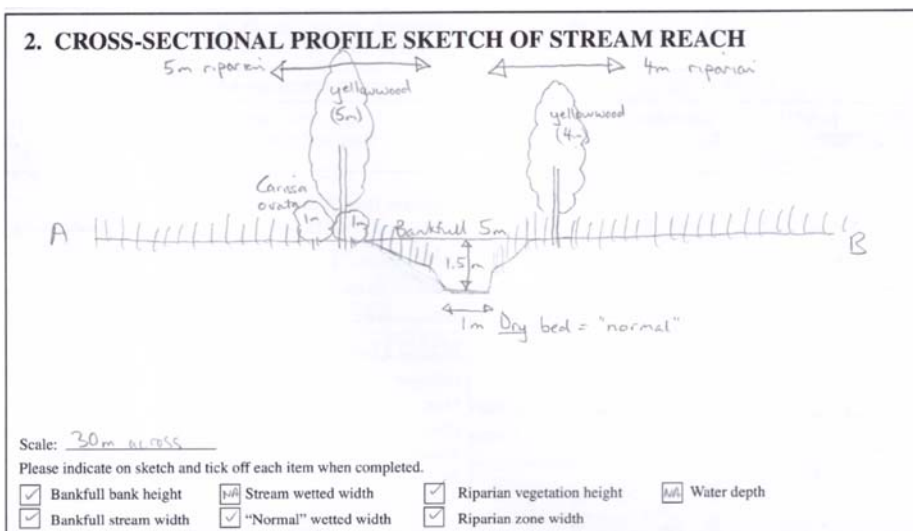 2. CROSS-SECTIONAL PROFILE SKETCH OF STREAM REACH
5m riparian
4m riparian
yellowwood
(5m)
yellowwood
(4m)
Carissa
ovata
1m
1m
Bankfull 5m
A
B
1.5m
1m Dry bed = "normal"
Scale: 30m across
Please indicate on sketch and tick off each item when completed.
Bankfull bank height NA Stream wetted width Riparian vegetation height NA Water depth
Bankfull stream width "Normal" wetted width Riparian zone width